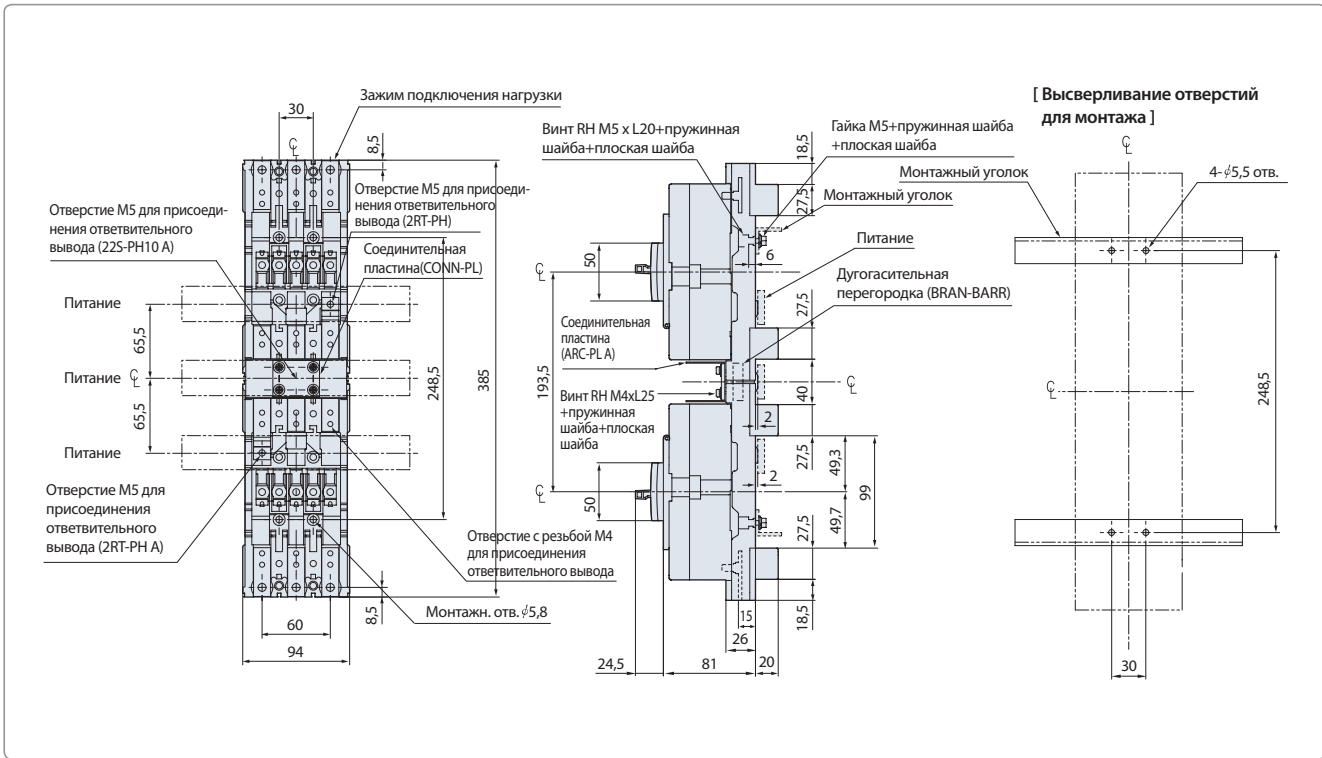 Зажим подключения нагрузки
30
8,5
℄
Отверстие M5 для присоеди-
нения ответвительного
вывода (2RT-PH)
Отверстие M5 для присоеди-
нения ответвительного
вывода (22S-PH10 A)
Соединительная
пластина(CONN-PL)
Питание
65,5
Питание ℄
65,5
Питание
248,5
385
Отверстие M5 для
присоединения
ответвительного
вывода (2RT-PH A)
Отверстие с резьбой M4
для присоединения
ответвительного вывода
Монтажн. отв. ϕ5,8
8,5
60
94
Винт RH M5 x L20+пружинная
шайба+плоская шайба
18,5
Гайка M5+пружинная шайба
+плоская шайба
27,5
Монтажный уголок
Питание
6
50
℄
℄
Дугогасительная
перегородка (BRAN-BARR)
27,5
Соединительная
пластина
(ARC-PL A)
193,5
℄
40
Винт RH M4xL25
+пружинная
шайба+плоская
шайба
2
27,5
49,3
99
2
50
℄
49,7
27,5
15
18,5
26
24,5
81
20
[ Высверливание отверстий
для монтажа ]
℄
Монтажный уголок
4-ϕ5,5 отв.
℄
248,5
30